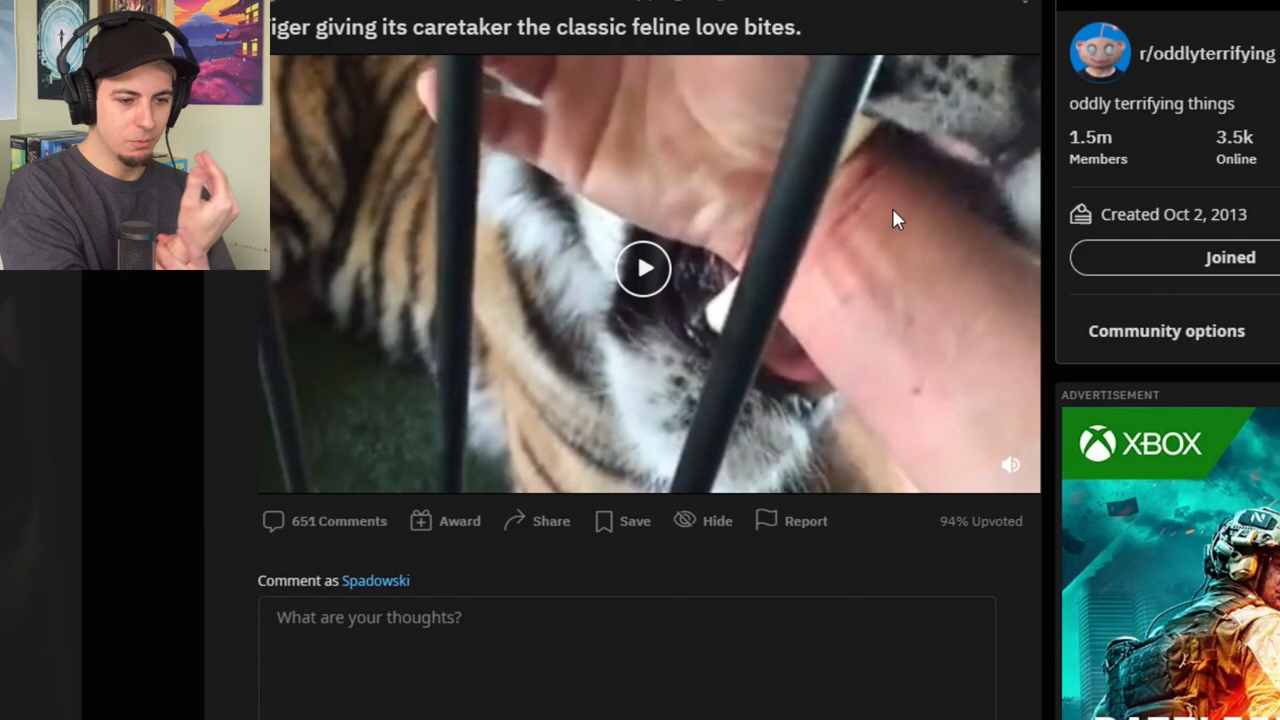 iger giving its caretaker the classic feline love bites.
r/oddlyterrifying
oddly terrifying things
1.5m 3.5k
Members Online
Created Oct 2, 2013
Joined
Community options
ADVERTISEMENT
XBOX
651 Comments Award Share Save Hide Report 94% Upvoted
Comment as Spadowski
What are your thoughts?